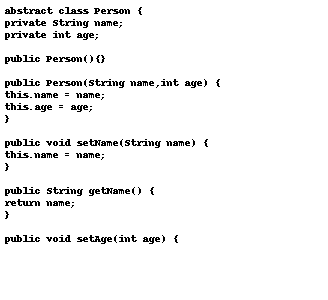 abstract class Person {
private String name;
private int age;
public Person(){}
public Person(String name,int age) {
this.name = name;
this.age = age;
}
public void setName(String name) {
this.name = name;
}
public String getName() {
return name;
}
public void setAge(int age) {